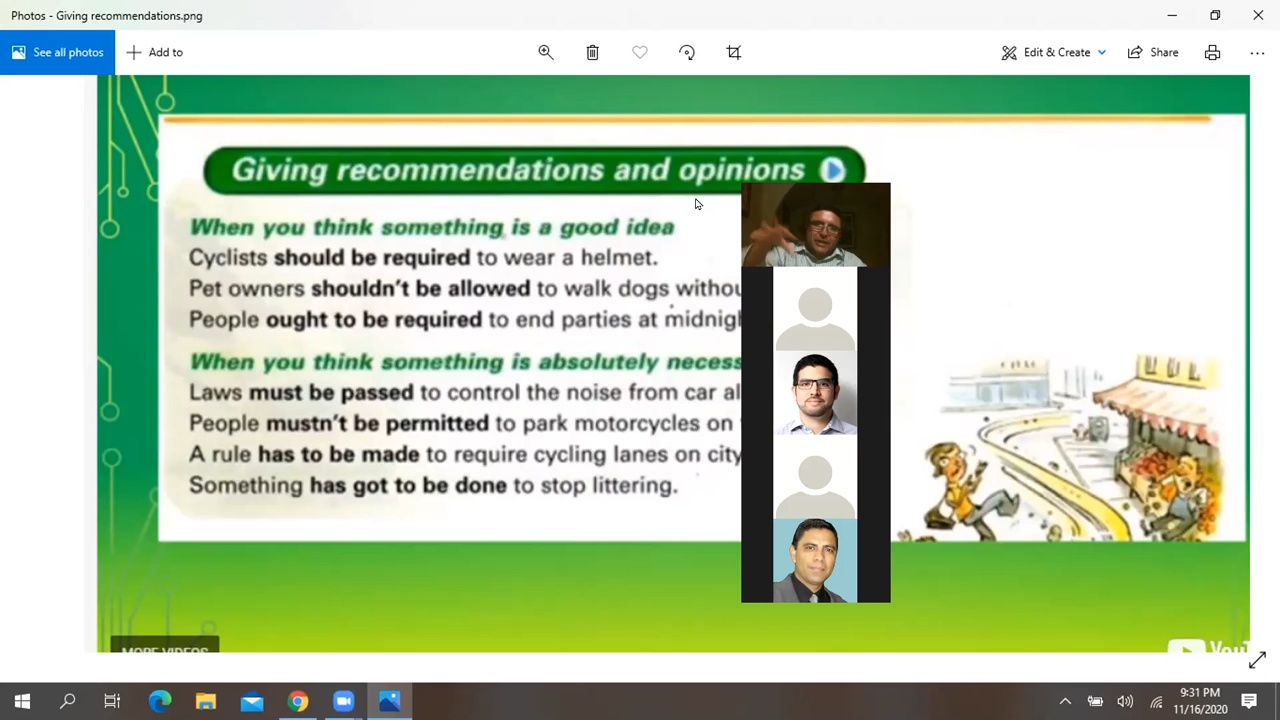 Photos - Giving recommendations.png
See all photos
Add to
Edit & Create
Share
Giving recommendations and opinions
When you think something is a good idea
Cyclists should be required to wear a helmet.
Pet owners shouldn't be allowed to walk dogs
People ought to be required to end parties at
When you think something is absolutely
Laws must be passed to control the noise from car
People mustn't be permitted to park motorcycles on
A rule has to be made to require cycling lanes on city
Something has got to be done to stop littering.
MORE VIDEOS
9:31 PM
11/16/2020